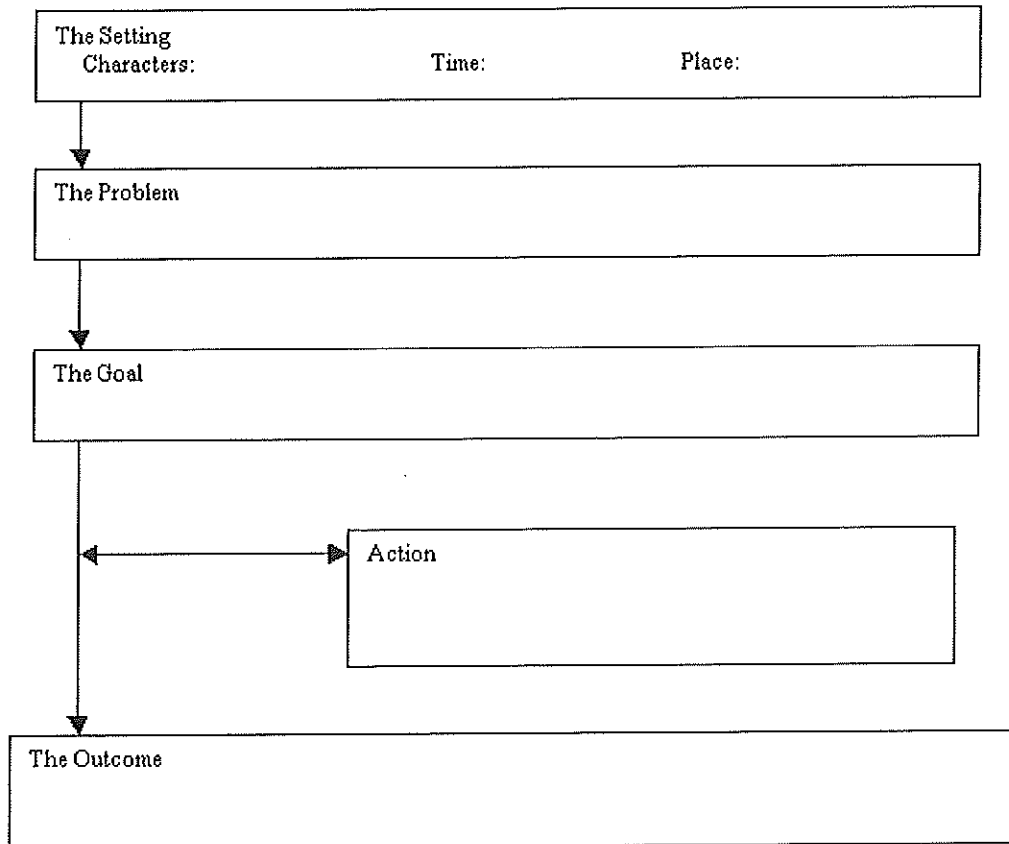 The Setting
Characters: Time: Place:
The Problem
The Goal
Action
The Outcome